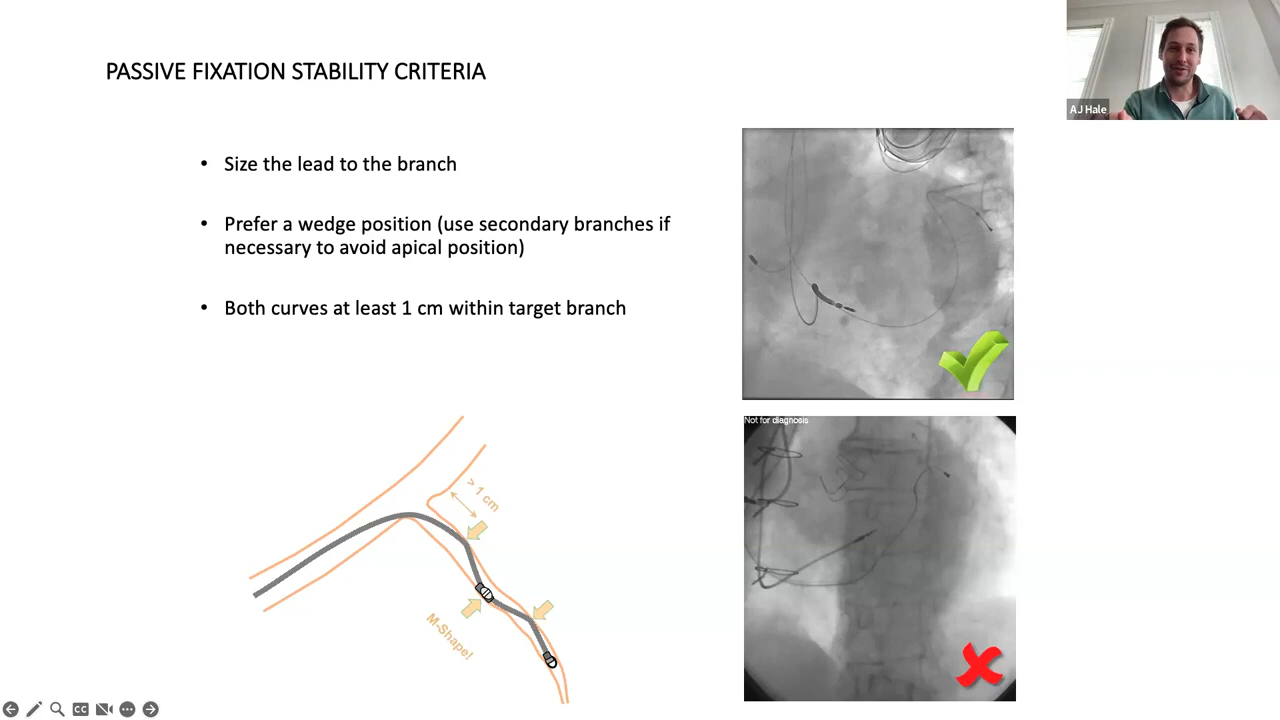 PASSIVE FIXATION STABILITY CRITERIA
AJ Hale
• Size the lead to the branch
• Prefer a wedge position (use secondary branches if
necessary to avoid apical position)
• Both curves at least 1 cm within target branch
Not for diagnosis
> 1 cm
M-Shape!
CC